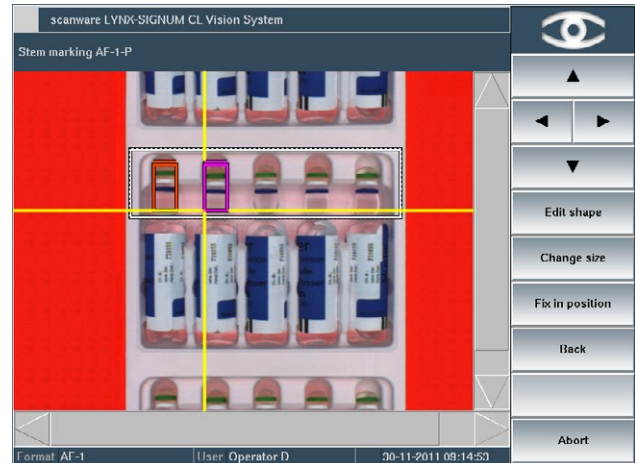 scanware LYNX-SIGNUM CL Vision System
Stem marking AF-1-P
Edit shape
Change size
Fix in position
Back
Abort
Format AF-1
User Operator D
30-11-2011 09:14:53